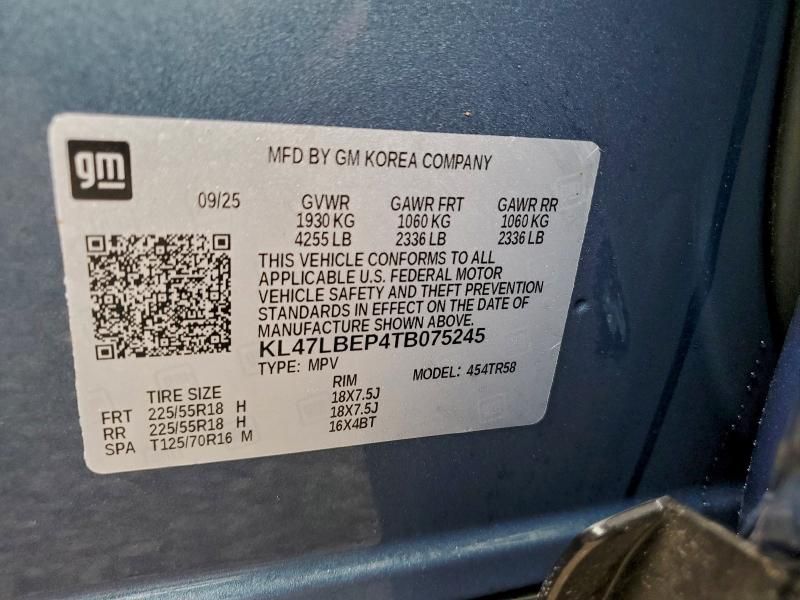 gm
MFD BY GM KOREA COMPANY
09/25 GVWR GAWR FRT GAWR RR
1930 KG 1060 KG 1060 KG
4255 LB 2336 LB 2336 LB
THIS VEHICLE CONFORMS TO ALL
APPLICABLE U.S. FEDERAL MOTOR
VEHICLE SAFETY AND THEFT PREVENTION
STANDARDS IN EFFECT ON THE DATE OF
MANUFACTURE SHOWN ABOVE.
KL47LBEP4TB075245
TYPE: MPV MODEL: 454TR58
TIRE SIZE RIM
FRT 225/55R18 H 18X7.5J
RR 225/55R18 H 18X7.5J
SPA T125/70R16 M 16X4BT